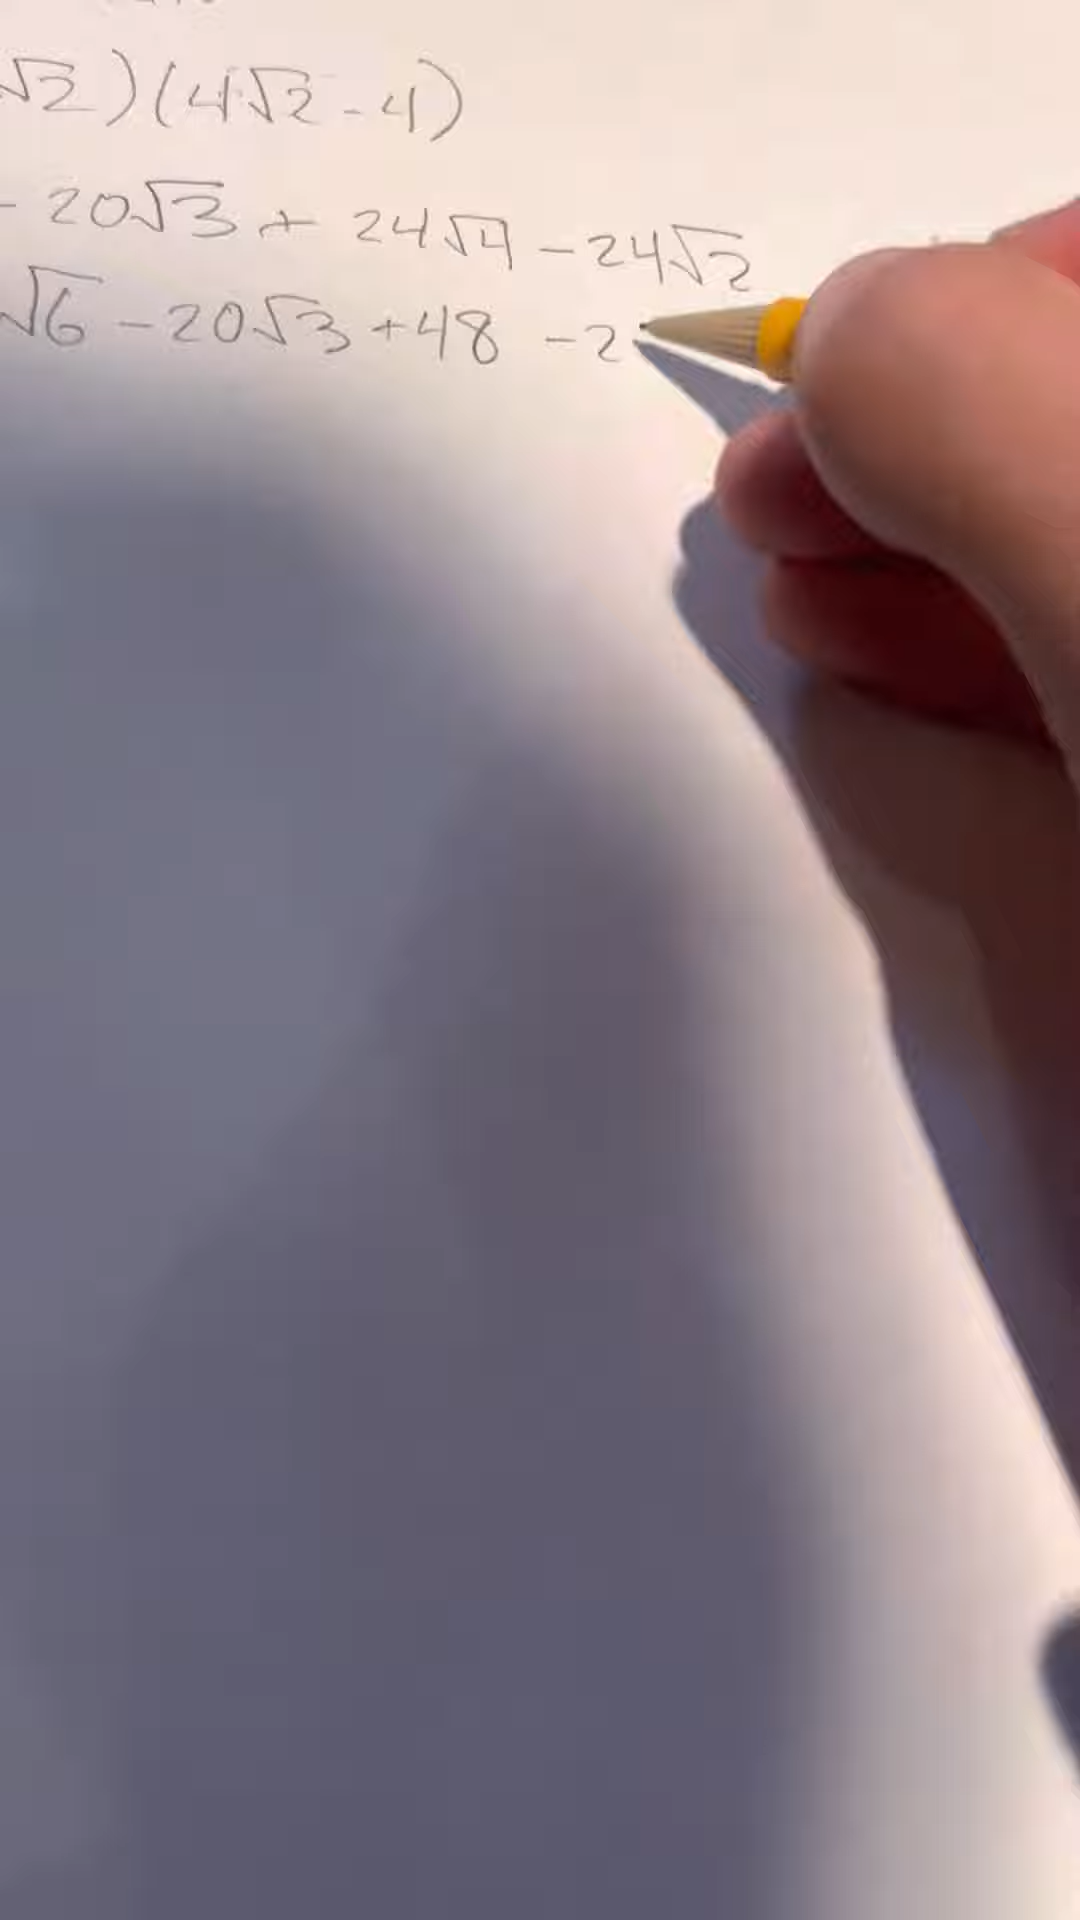 √2)(4√2-4)
- 20√3 + 24√4 - 24√2
√6 - 20√3 + 48 - 2